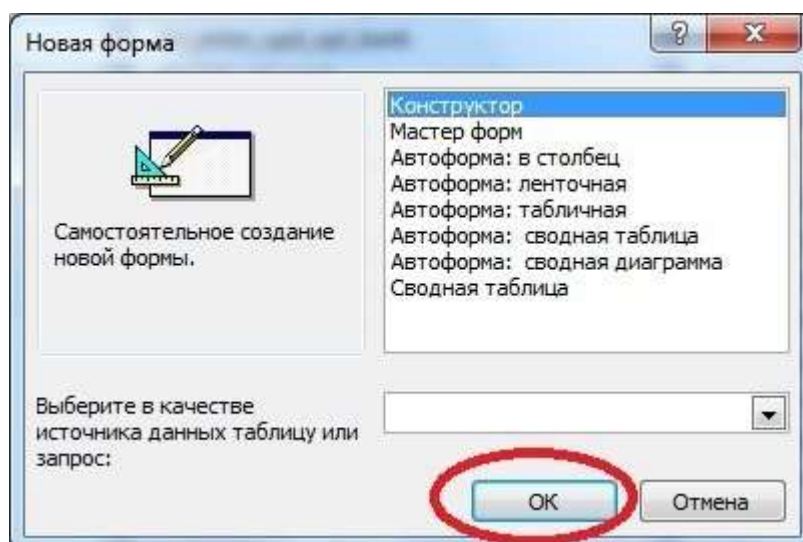 Новая форма
Самостоятельное создание
новой формы.
Конструктор
Мастер форм
Автоформа: в столбец
Автоформа: ленточная
Автоформа: табличная
Автоформа: сводная таблица
Автоформа: сводная диаграмма
Сводная таблица
Выберите в качестве
источника данных таблицу или
запрос:
ОК
Отмена